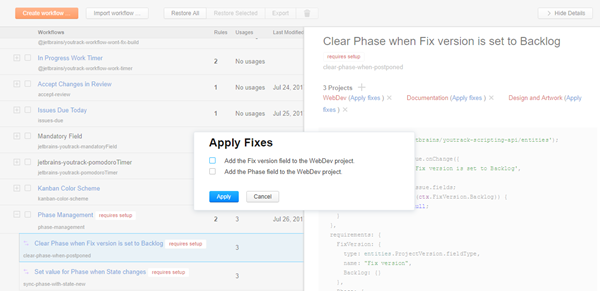 Create workflow ...
Import workflow ...
Restore All
Restore Selected
Export
Hide Details
Workflows Rules Usages Last Modified
@jetbrains/youtrack-workflow-wont-fix-build
In Progress Work Timer 2 No usages
@jetbrains/youtrack-workflow-work-timer
Accept Changes in Review 1 No usages Jul 24, 201
accept-review
Issues Due Today 1 No usages Jul 25, 201
issues-due
Mandatory Field
jetbrains-youtrack-mandatoryField
jetbrains-youtrack-pomodoroTimer
jetbrains-youtrack-pomodoroTimer
Kanban Color Scheme
kanban-color
Phase Management requires setup 2 3 Jul 26, 201
phase-management
Clear Phase when Fix version is set to Backlog requires setup 3
clear-phase-when-postponed
Set value for Phase when State changes requires setup 3
sync-phase-with-state-new
Clear Phase when Fix version is set to Backlog
requires setup
clear-phase-when-postponed
3 Projects +
WebDev (Apply fixes ) × Documentation (Apply fixes ) × Design and Artwork (Apply
fixes ) ×
tbrains/youtrack-scripting-api/entities');
e.onChange({
Fix version is set to Backlog",
sue.fields;
(ctx.FixVersion.Backlog)) {
ull;
}
},
requirements: {
FixVersion: {
type: entities.ProjectVersion.fieldType,
name: "Fix version",
Backlog: {}
},
Apply Fixes
Add the Fix version field to the WebDev project.
Add the Phase field to the WebDev project.
Apply
Cancel